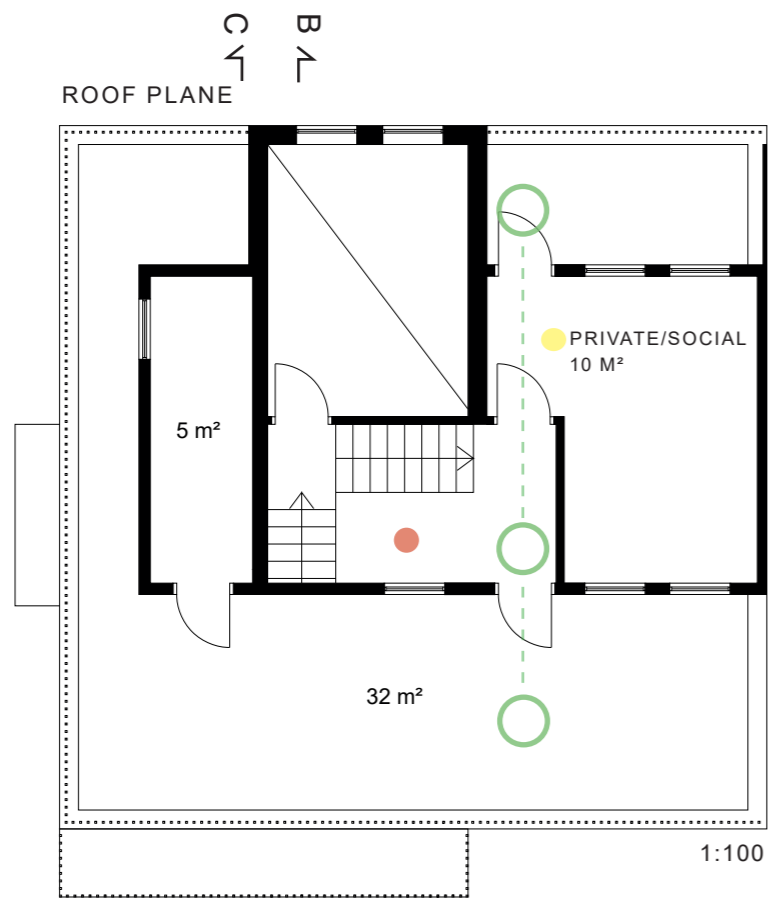 C B
ROOF PLANE
PRIVATE/SOCIAL
10 M²
5 m²
32 m²
1:100